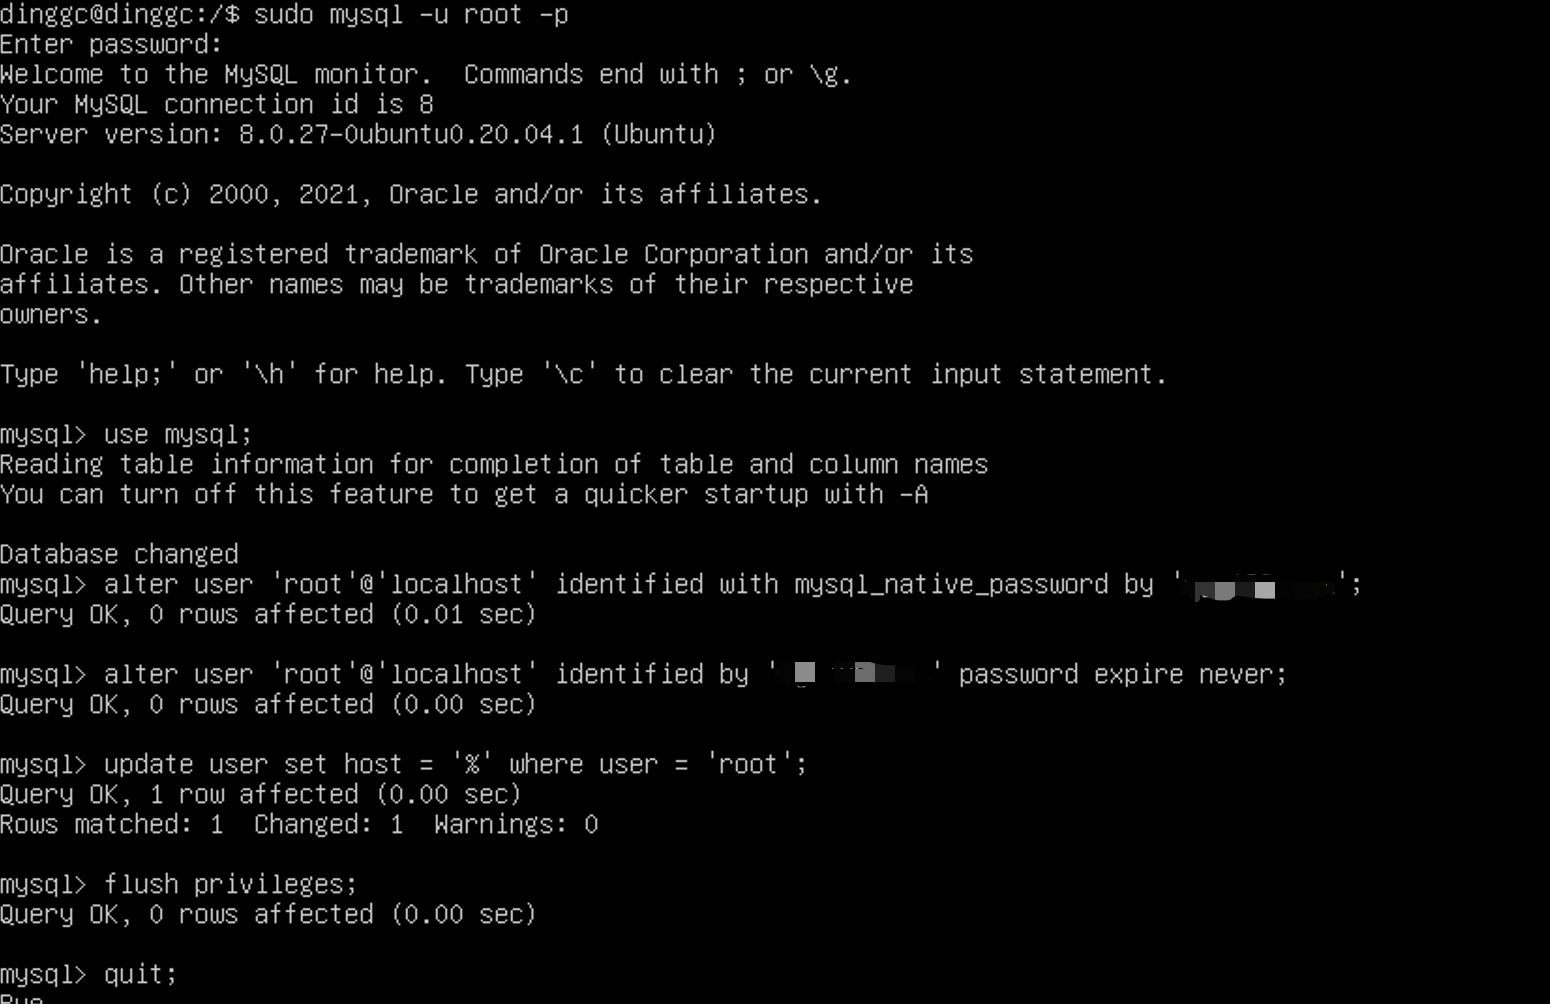 dinggc@dinggc:/$ sudo mysql -u root -p
Enter password:
Welcome to the MySQL monitor.  Commands end with ; or \g.
Your MySQL connection id is 8
Server version: 8.0.27-0ubuntu0.20.04.1 (Ubuntu)
Copyright (c) 2000, 2021, Oracle and/or its affiliates.
Oracle is a registered trademark of Oracle Corporation and/or its
affiliates. Other names may be trademarks of their respective
owners.
Type 'help;' or '\h' for help. Type '\c' to clear the current input statement.
mysql> use mysql;
Reading table information for completion of table and column names
You can turn off this feature to get a quicker startup with -A
Database changed
mysql> alter user 'root'@'localhost' identified with mysql_native_password by '';
Query OK, 0 rows affected (0.01 sec)
mysql> alter user 'root'@'localhost' identified by '' password expire never;
Query OK, 0 rows affected (0.00 sec)
mysql> update user set host = '%' where user = 'root';
Query OK, 1 row affected (0.00 sec)
Rows matched: 1  Changed: 1  Warnings: 0
mysql> flush privileges;
Query OK, 0 rows affected (0.00 sec)
mysql> quit;
Bye